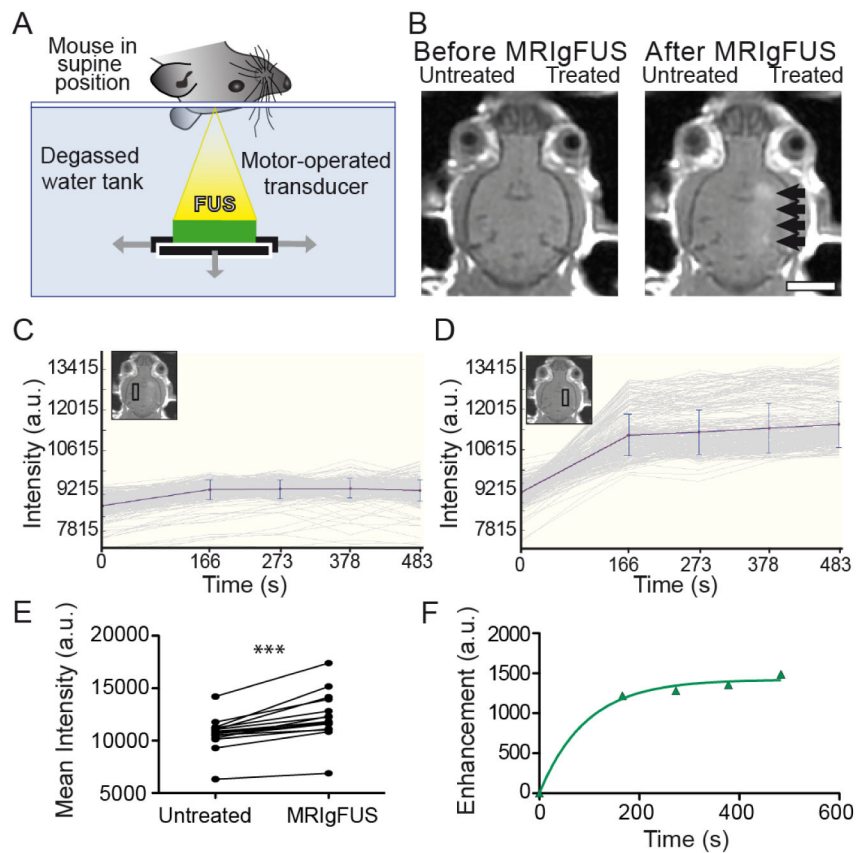 A
Mouse in
supine
position
Degassed
water tank
Motor-operated
transducer
FUS
B
Before MRIgFUS
Untreated Treated
After MRIgFUS
Untreated Treated
C
Intensity (a.u.)
13415
12015
10615
9215
7815
0 166 273 378 483
Time (s)
D
Intensity (a.u.)
13415
12015
10615
9215
7815
0 166 273 378 483
Time (s)
E
Mean Intensity (a.u.)
20000
15000
10000
5000
***
Untreated MRIgFUS
F
Enhancement (a.u.)
2000
1500
1000
500
0
0 200 400 600
Time (s)